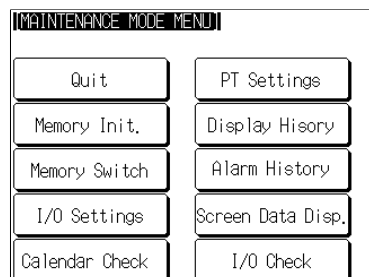 [MAINTENANCE MODE MENU]
Quit
PT Settings
Memory Init.
Display Hisory
Memory Switch
Alarm History
I/O Settings
Screen Data Disp.
Calendar Check
I/O Check